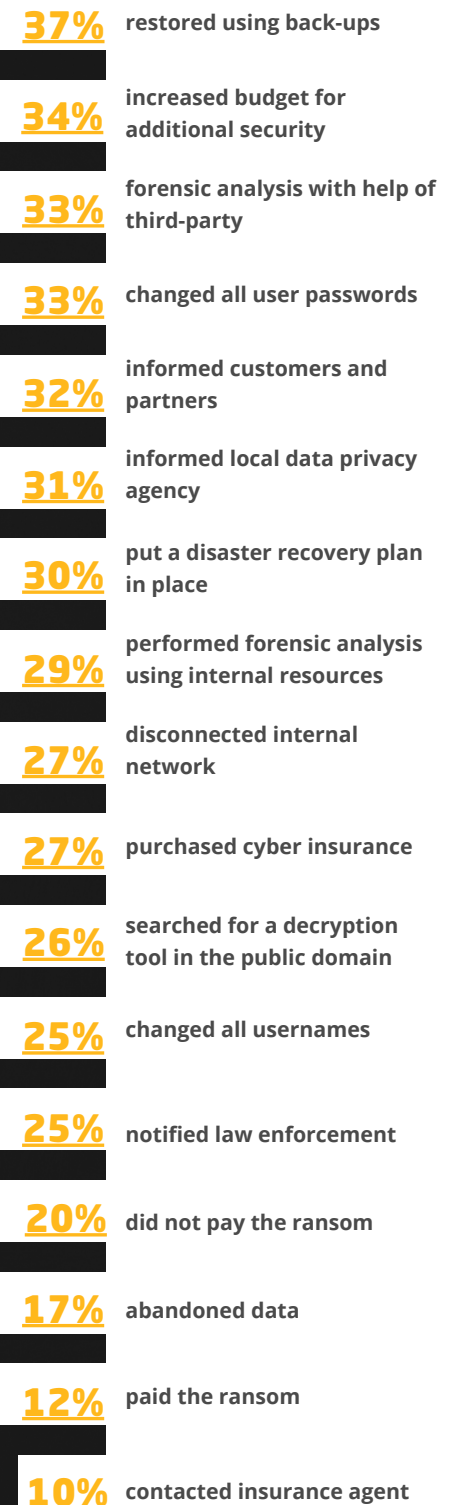 37% restored using back-ups
increased budget for
34% additional security
forensic analysis with help of
33% third-party
33% changed all user passwords
informed customers and
32% partners
informed local data privacy
31% agency
put a disaster recovery plan
30% in place
performed forensic analysis
29% using internal resources
disconnected internal
27% network
27% purchased cyber insurance
searched for a decryption
26% tool in the public domain
25% changed all usernames
25% notified law enforcement
20% did not pay the ransom
17% abandoned data
12% paid the ransom
10% contacted insurance agent